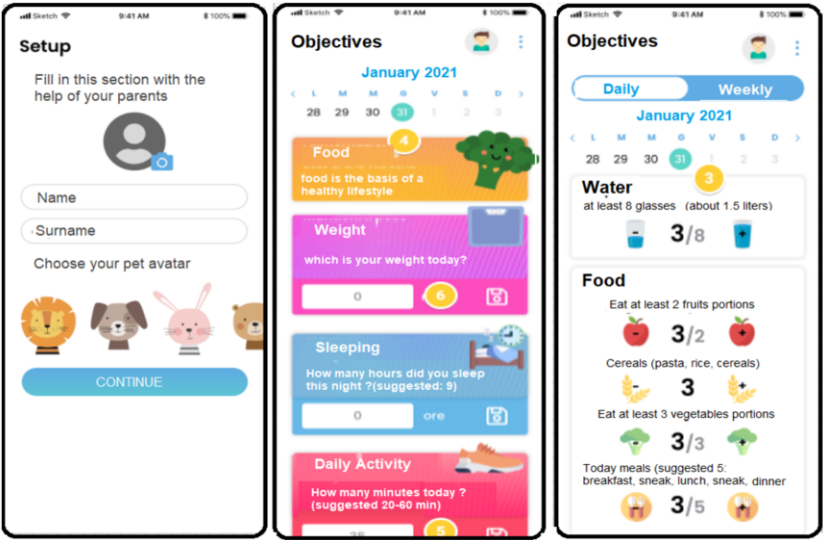 Sketch 9:41 AM 100%
Setup
Fill in this section with the
help of your parents
Name
Surname
Choose your pet avatar
CONTINUE
Sketch 9:41 AM 100%
Objectives
January 2021
L M M G V S D
28 29 30 31 1 2 3
4
Food
food is the basis of a
healthy lifestyle
Weight
which is your weight today?
0 6
Sleeping
How many hours did you sleep
this night ?(suggested: 9)
0 ore
Daily Activity
How many minutes today ?
(suggested 20-60 min)
5
Sketch 9:41 AM 100%
Objectives
Daily Weekly
January 2021
L M M G V S D
28 29 30 31 1 2 3
3
Water
at least 8 glasses (about 1.5 liters)
- 3/8 +
Food
Eat at least 2 fruits portions
- 3/2 +
Cereals (pasta, rice, cereals)
- 3 +
Eat at least 3 vegetables portions
- 3/3 +
Today meals (suggested 5:
breakfast, sneak, lunch, sneak, dinner
- 3/5 +